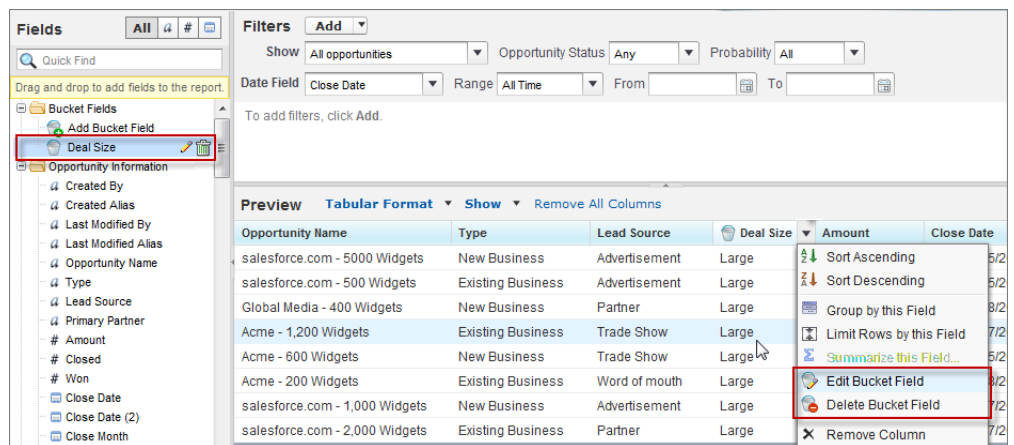 Fields All a #
Quick Find
Drag and drop to add fields to the report.
Bucket Fields
Add Bucket Field
Deal Size
Opportunity Information
a Created By
a Created Alias
a Last Modified By
a Last Modified Alias
a Opportunity Name
a Type
a Lead Source
a Primary Partner
# Amount
# Closed
# Won
Close Date
Close Date (2)
Close Month
Filters Add
Show All opportunities Opportunity Status Any Probability All
Date Field Close Date Range All Time From To
To add filters, click Add.
Preview Tabular Format Show Remove All Columns
Opportunity Name Type Lead Source Deal Size Amount Close Date
salesforce.com - 5000 Widgets New Business Advertisement Large
salesforce.com - 500 Widgets Existing Business Advertisement Large
Global Media - 400 Widgets New Business Partner Large
Acme - 1,200 Widgets Existing Business Trade Show Large
Acme - 600 Widgets New Business Trade Show Large
Acme - 200 Widgets Existing Business Word of mouth Large
salesforce.com - 1,000 Widgets New Business Advertisement Large
salesforce.com - 2,000 Widgets Existing Business Partner Large
Sort Ascending
Sort Descending
Group by this Field
Limit Rows by this Field
Summarize this Field...
Edit Bucket Field
Delete Bucket Field
Remove Column